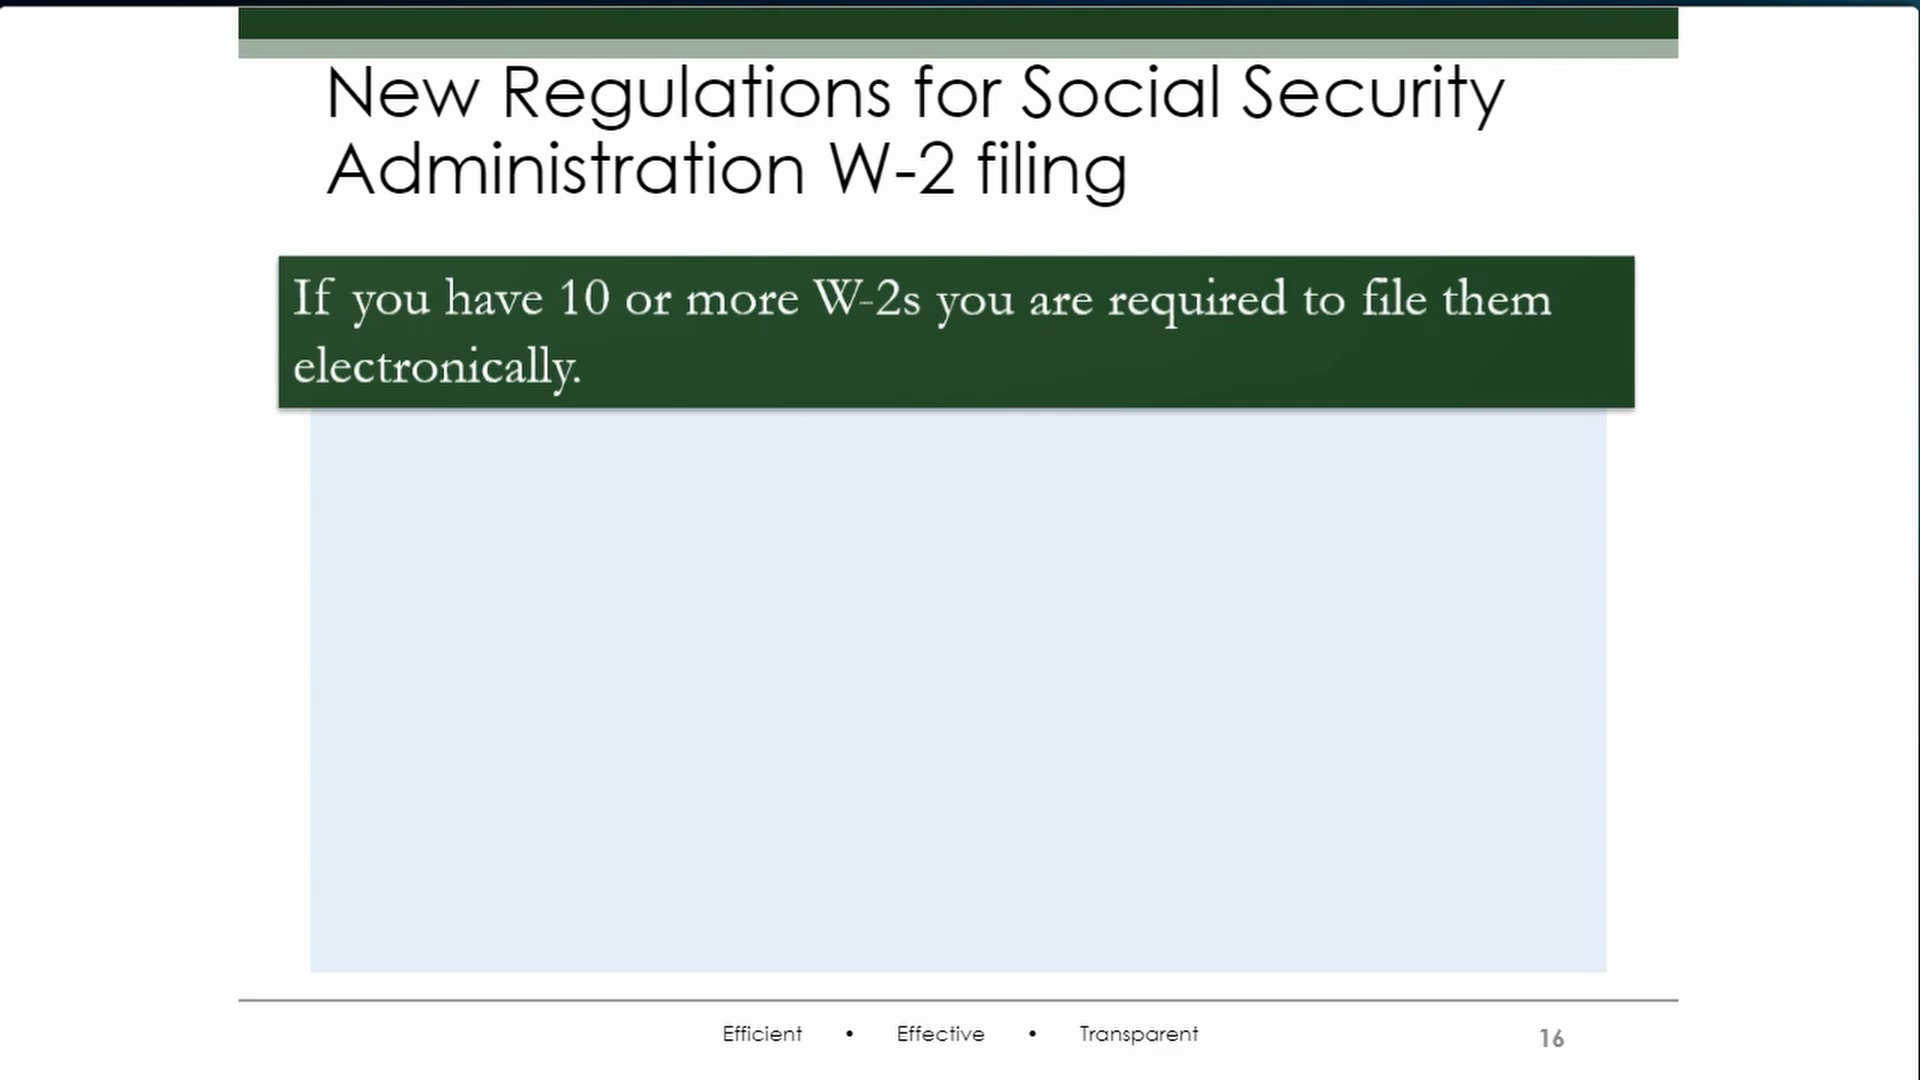 New Regulations for Social Security
Administration W-2 filing
If you have 10 or more W-2s you are required to file them
electronically.
Efficient • Effective • Transparent
16